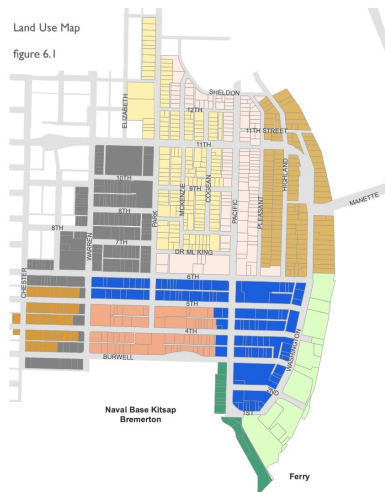 Land Use Map
figure 6.1
SHELDON
ELIZABETH
12TH
11TH STREET
11TH
HIGHLAND
10TH
MCKENZIE
COGEAN
9TH
PACIFIC
PLEASANT
MANETTE
8TH
PARK
8TH
WARREN
7TH
DR ML KING
CHESTER
6TH
5TH
WASHINGTON
4TH
BURWELL
2ND
1ST
Naval Base Kitsap
Bremerton
Ferry